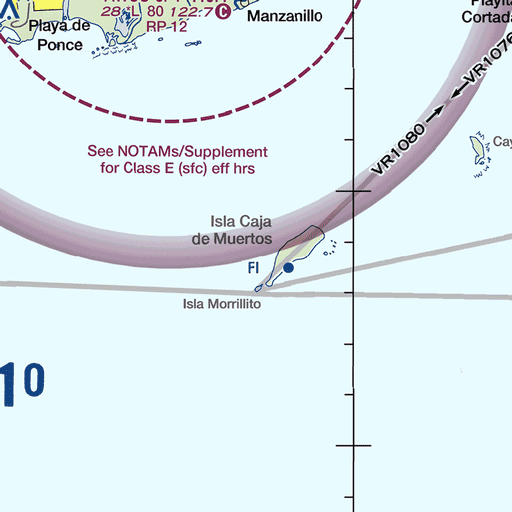 28 *L 80 122.7 C
RP-12
Manzanillo
Playa de
Ponce
Cortada
VR1076
VR1080
See NOTAMs/Supplement
for Class E (sfc) eff hrs
Cay
Isla Caja
de Muertos
Fl
Isla Morrillito
10